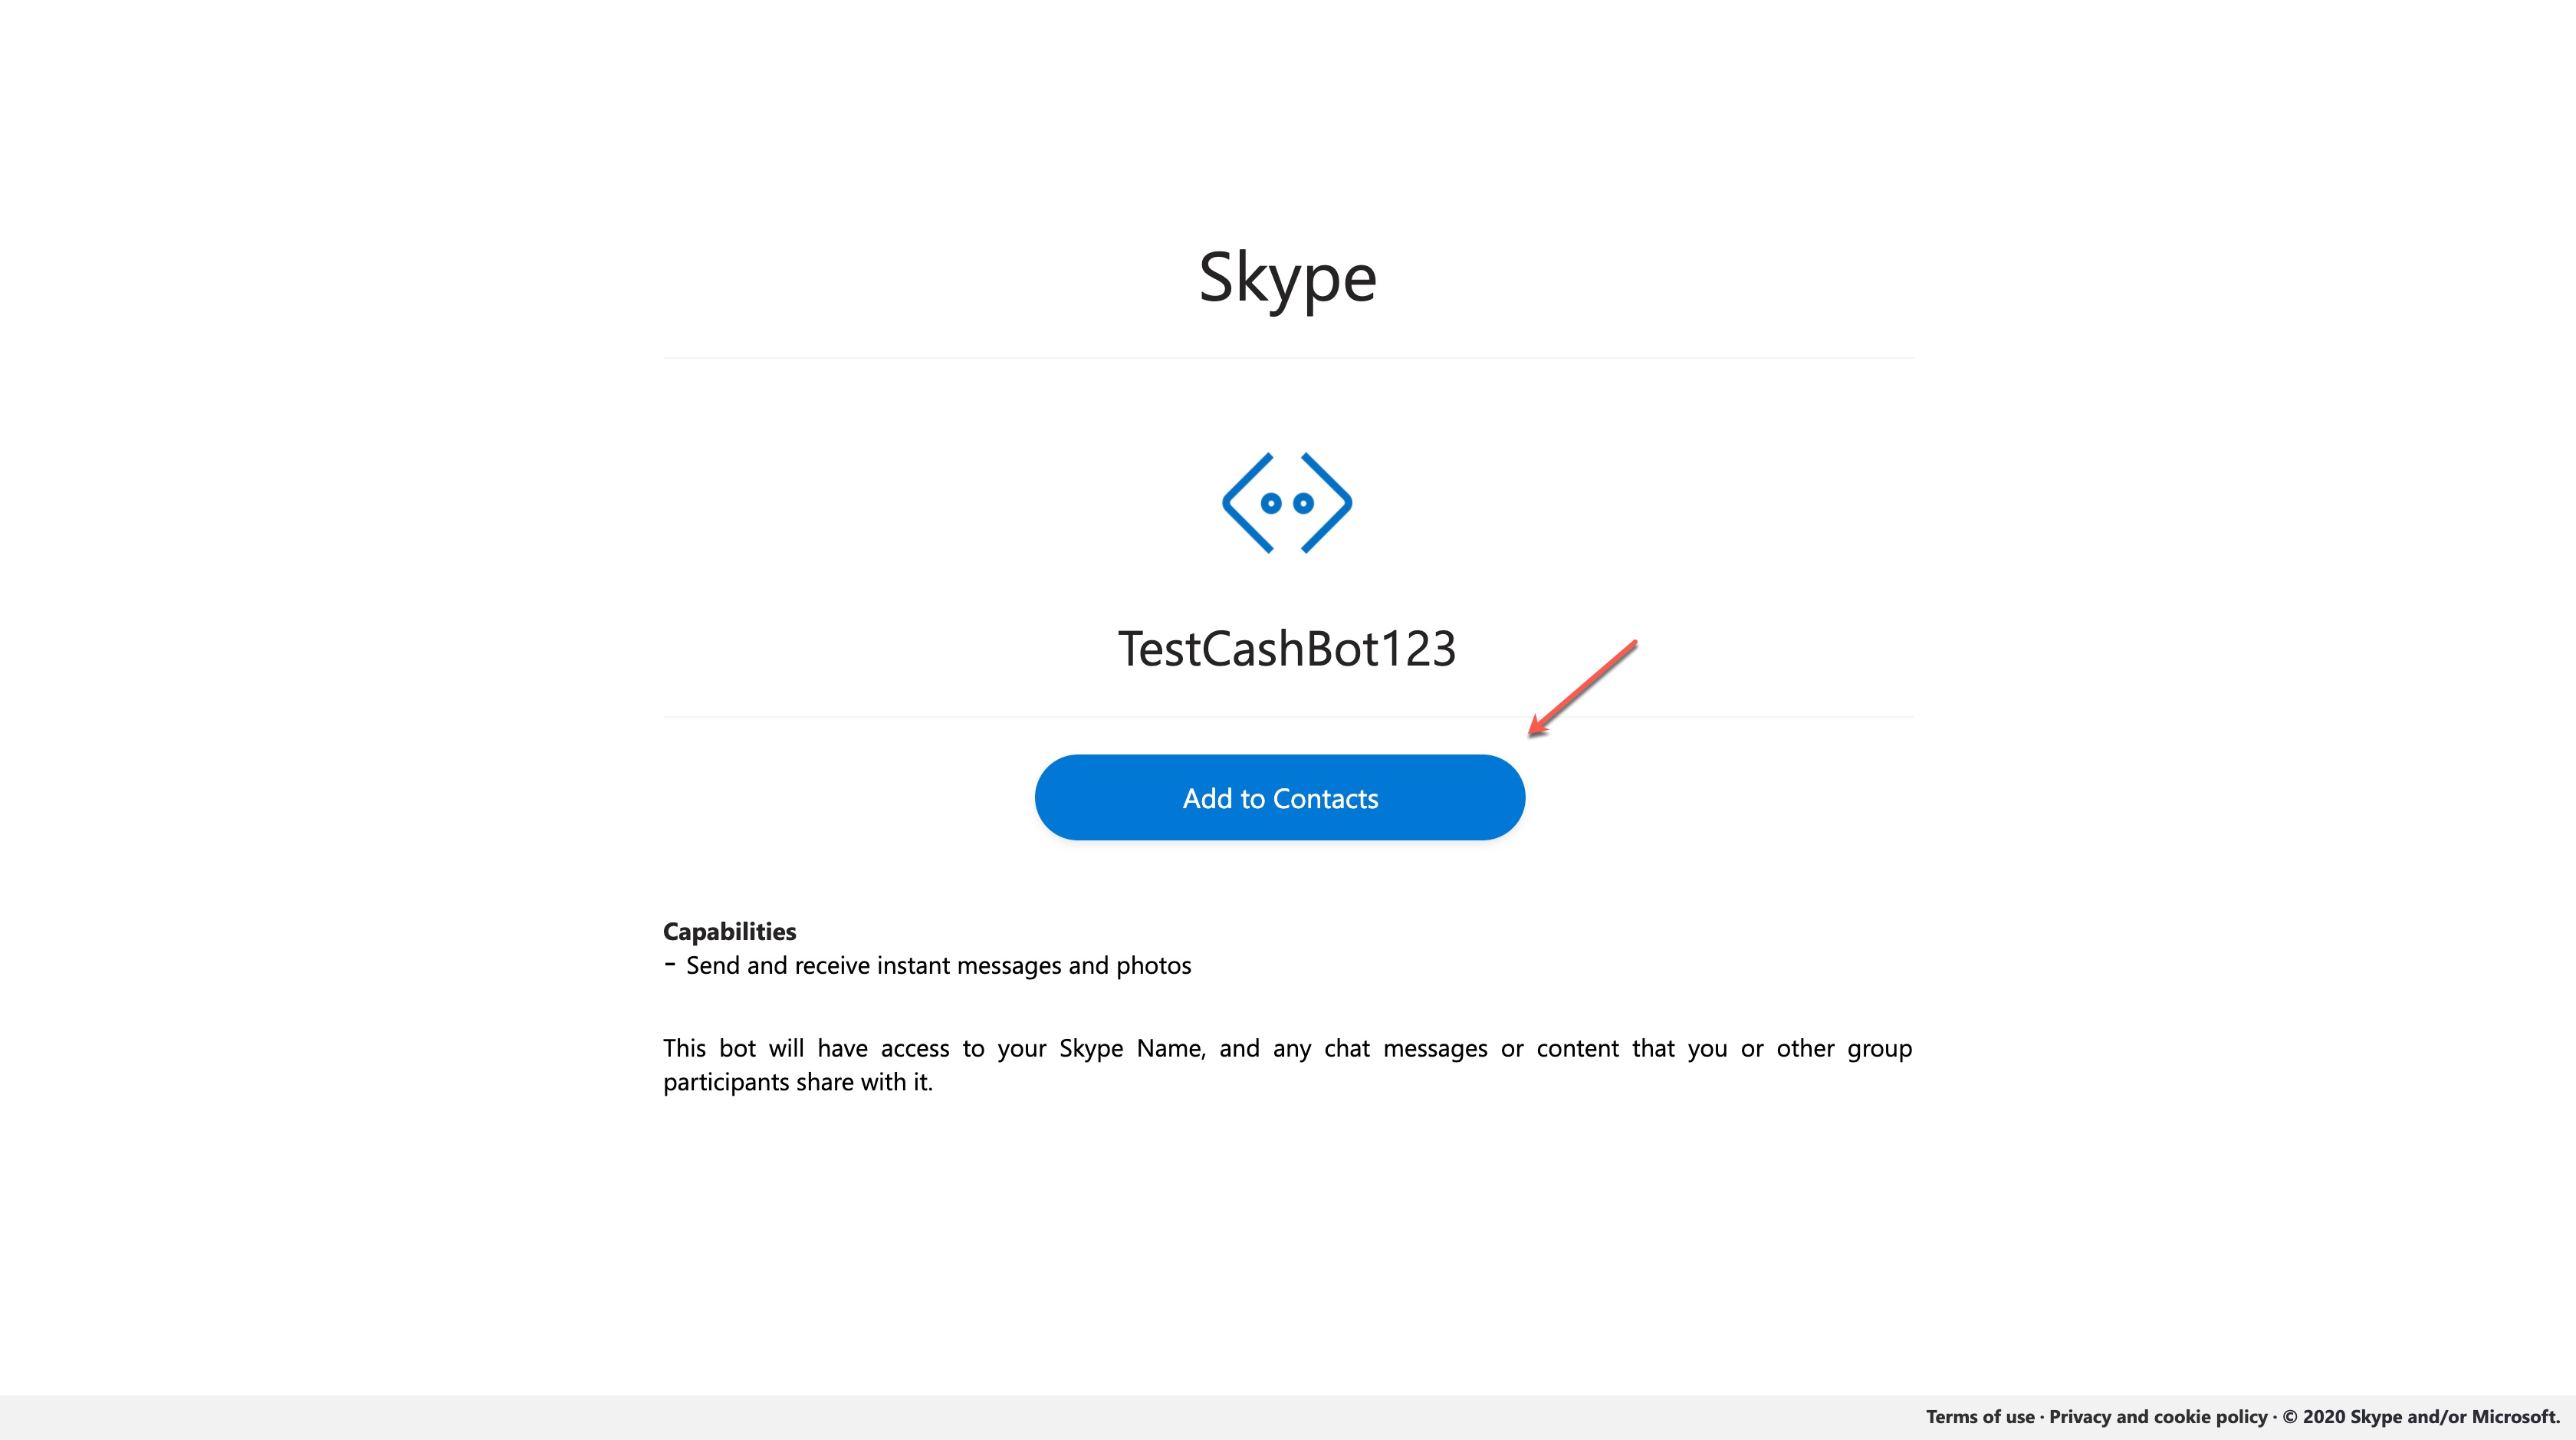 Skype
TestCashBot123
Add to Contacts
Capabilities
- Send and receive instant messages and photos
This bot will have access to your Skype Name, and any chat messages or content that you or other group
participants share with it.
Terms of use · Privacy and cookie policy · © 2020 Skype and/or Microsoft.